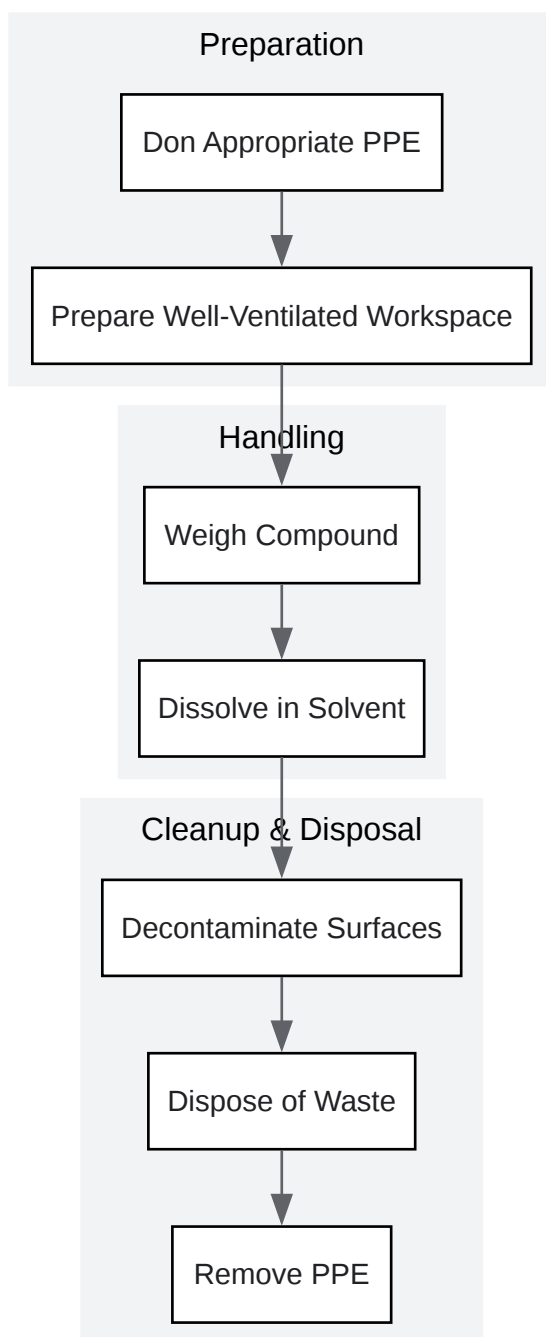 Preparation
Don Appropriate PPE
Prepare Well-Ventilated Workspace
Handling
Weigh Compound
Dissolve in Solvent
Cleanup & Disposal
Decontaminate Surfaces
Dispose of Waste
Remove PPE